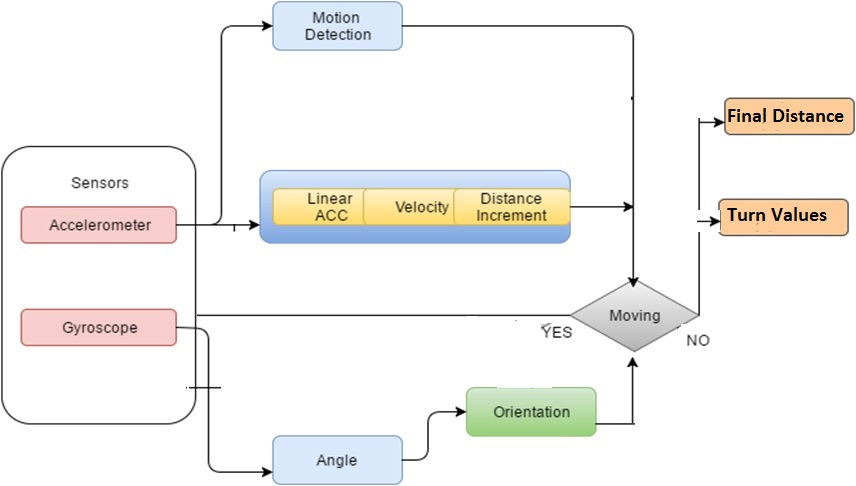 Motion
Detection
Final Distance
Sensors
Linear
ACC
Velocity
Distance
Increment
Turn Values
Accelerometer
Gyroscope
Moving
YES
NO
Orientation
Angle